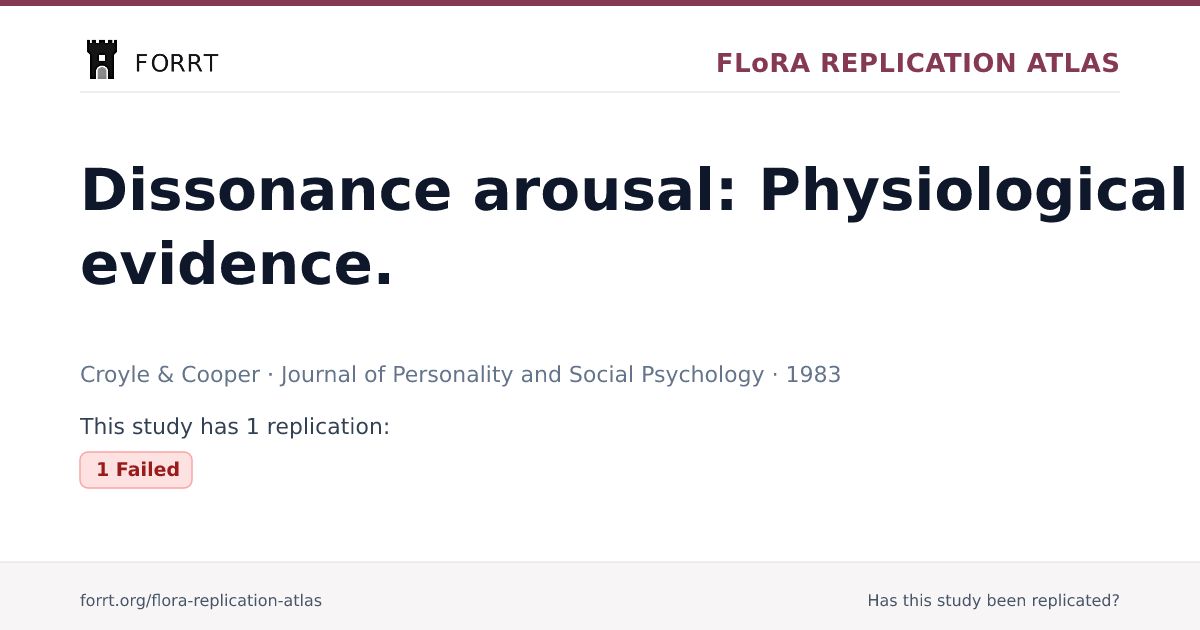 FORRT
FLoRA REPLICATION ATLAS
Dissonance arousal: Physiological
evidence.
Croyle & Cooper · Journal of Personality and Social Psychology · 1983
This study has 1 replication:
1 Failed
forrt.org/flora-replication-atlas
Has this study been replicated?